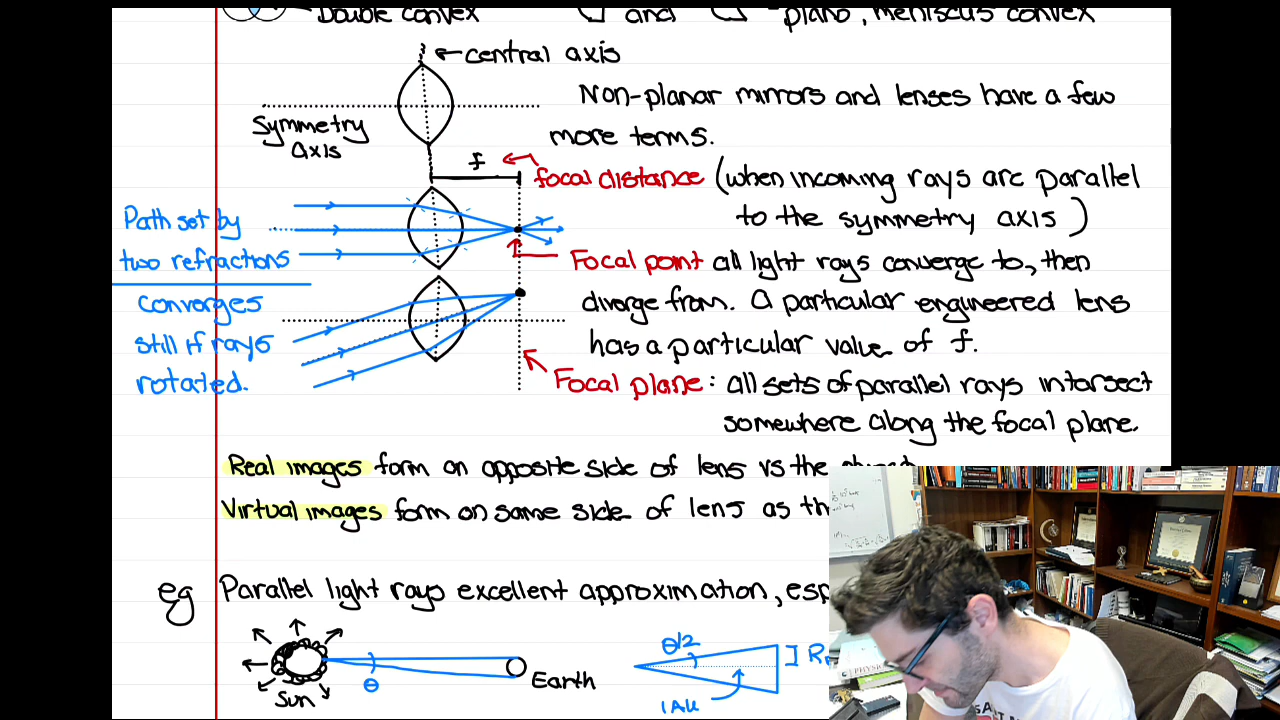 Double convex
and
plano, meniscus convex
central axis
Symmetry
axis
Non-planar mirrors and lenses have a few
more terms.
f
focal distance (when incoming rays are parallel
to the symmetry axis)
Path set by
two refractions
Focal point all light rays converge to, then
diverge from. A particular engineered lens
has a particular value of f.
converges
still if rays
rotated.
Focal plane: all sets of parallel rays intersect
somewhere along the focal plane.
Real images form on opposite side of lens vs the
Virtual images form on same side of lens as
eg Parallel light rays excellent approximation,
Sun
θ
Earth
θ/2
1AU